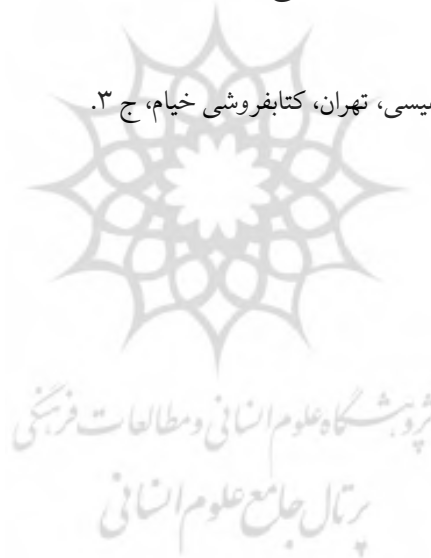 یسی، تهران، کتابفروشی خیام، ج ۳.
پژوهشگاه علوم انسانی و مطالعات فرهنگی
پرتال جامع علوم انسانی